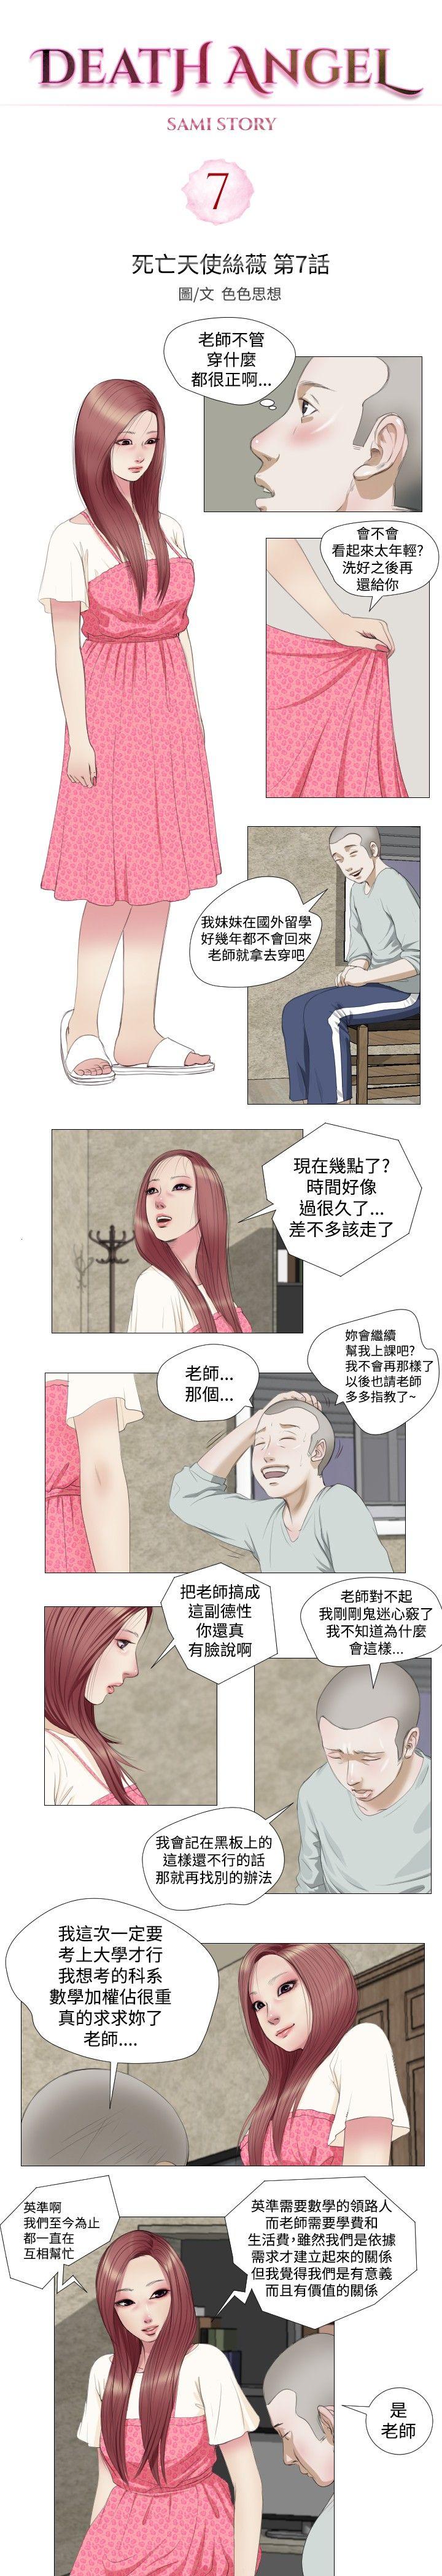 DEATH ANGEL
SAMI STORY
7
死亡天使絲薇 第7話
圖/文 色色思想
老師不管
穿什麼
都很正啊...
會不會
看起來太年輕?
洗好之後再
還給你
我妹妹在國外留學
好幾年都不會回來
老師就拿去穿吧
現在幾點了?
時間好像
過很久了...
差不多該走了
老師...
那個...
妳會繼續
幫我上課吧?
我不會再那樣了
以後也請老師
多多指教了~
把老師搞成
這副德性
你還真
有臉說啊
老師對不起
我剛剛鬼迷心竅了
我不知道為什麼
會這樣...
我會記在黑板上的
這樣還不行的話
那就再找別的辦法
我這次一定要
考上大學才行
我想考的科系
數學加權佔很重
真的求求妳了
老師....
英準啊
我們至今為止
都一直在
互相幫忙
英準需要數學的領路人
而老師需要學費和
生活費,雖然我們是依據
需求才建立起來的關係
但我覺得我們是有意義
而且有價值的關係
是
老師